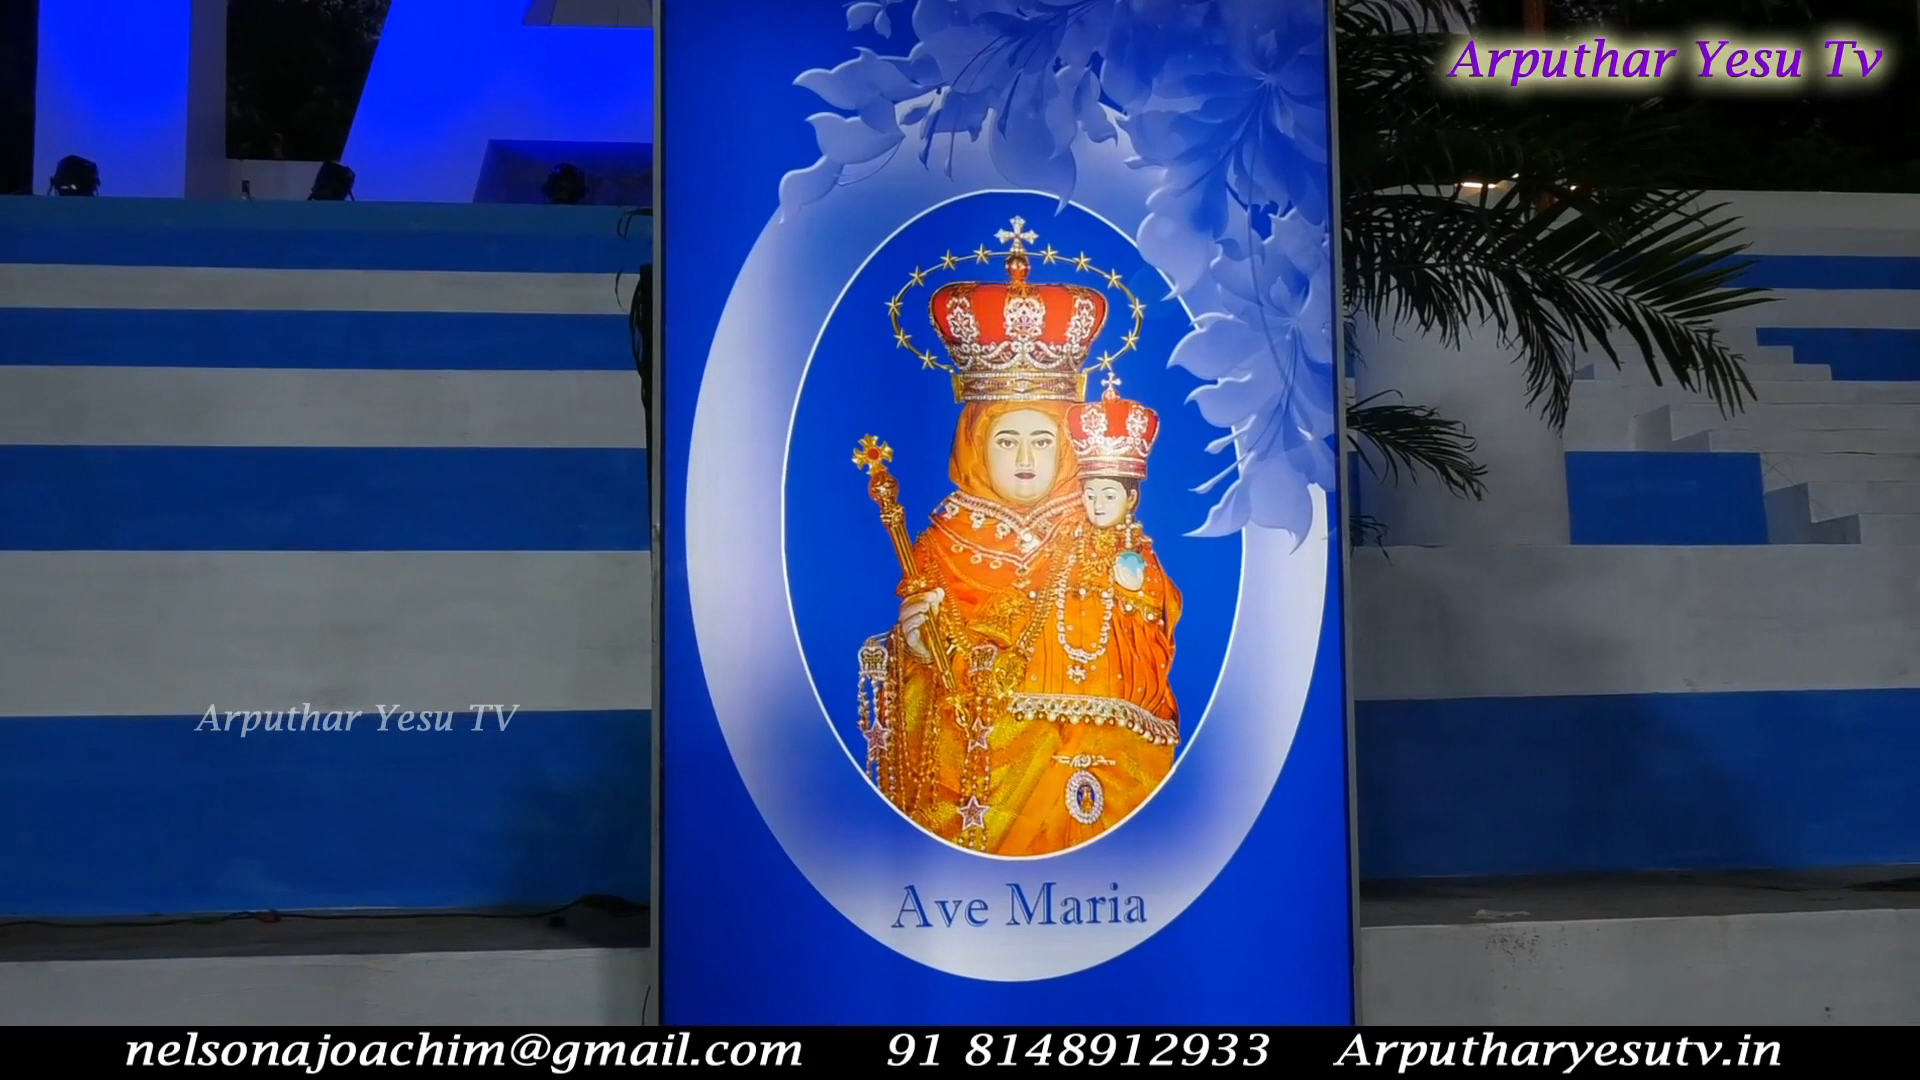 Arputhar Yesu Tv
Arputhar Yesu TV
Ave Maria
nelsonajoachim@gmail.com 91 8148912933 Arputharyesutv.in